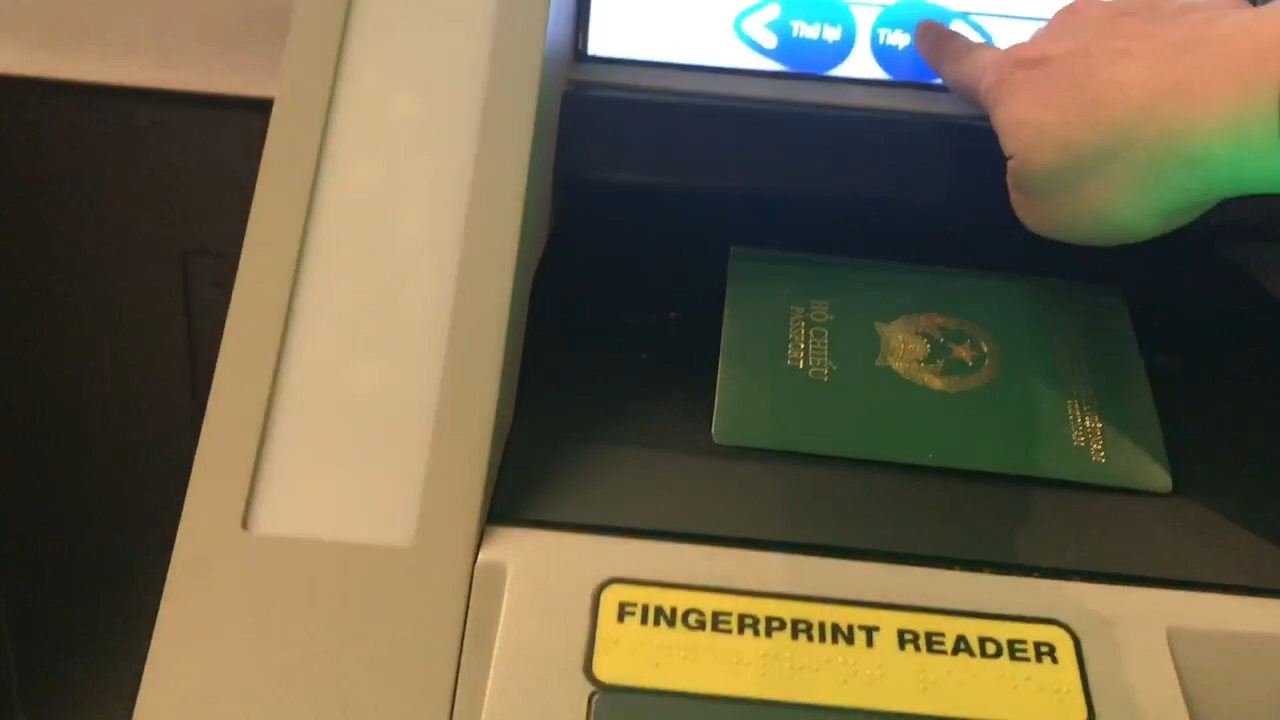 Thử lại
Tiếp
HỘ CHIẾU
PASSPORT
FINGERPRINT READER